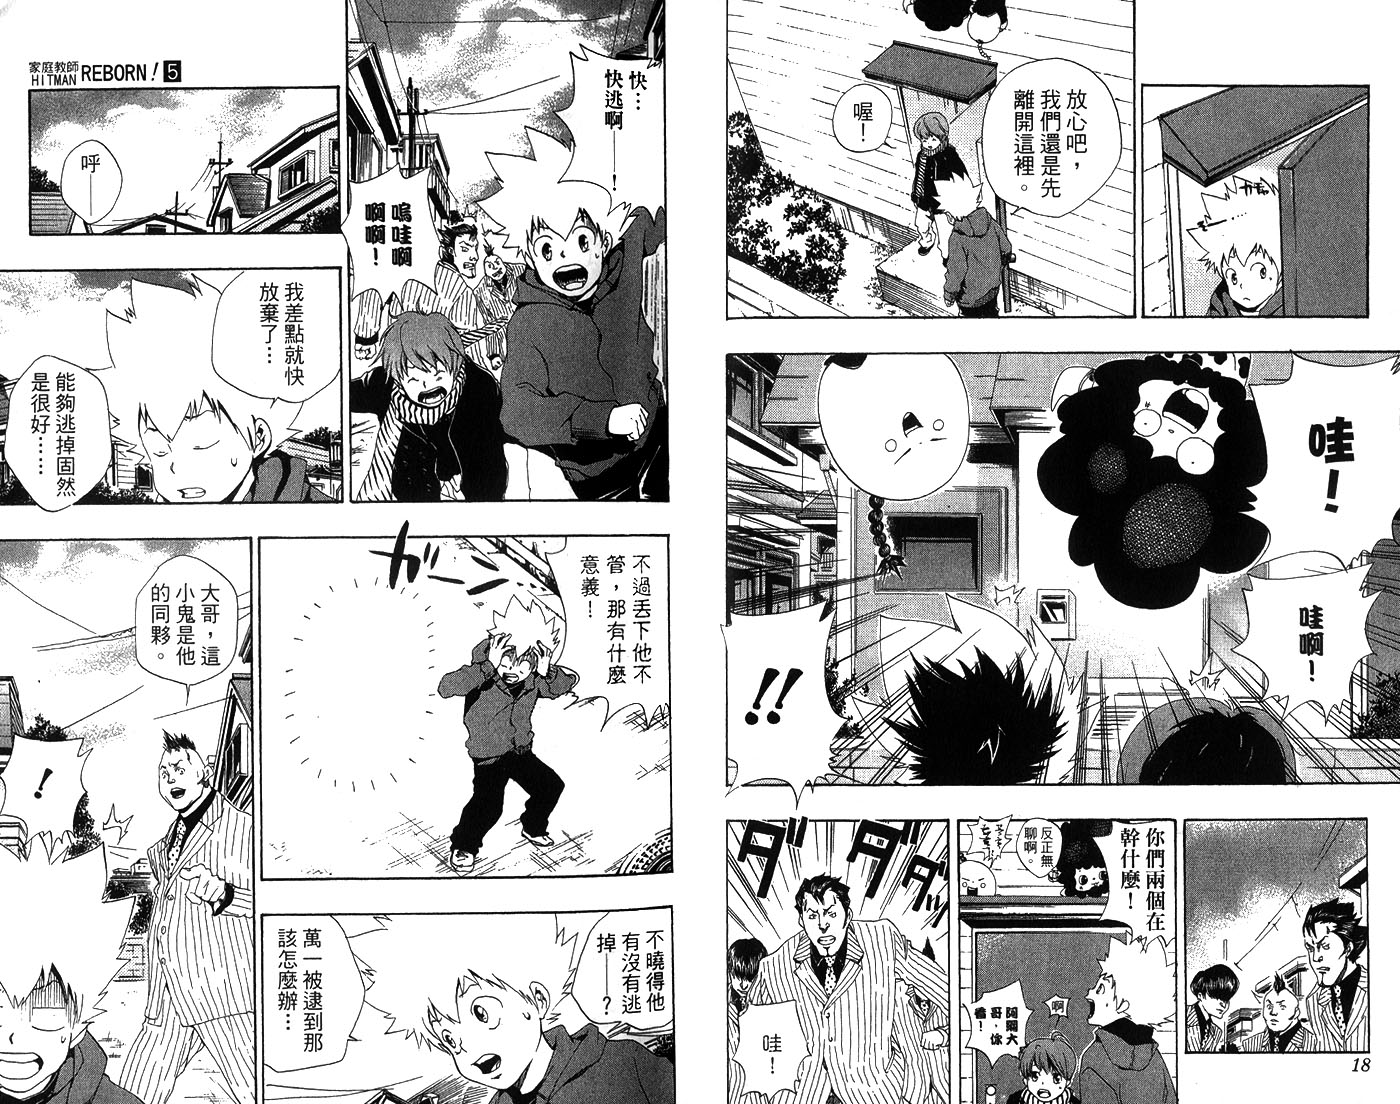 放心吧，
我們還是先
離開這裡。
喔！
哇！
哇啊！
!!
你們兩個在
幹什麼！
反正無
聊啊。
啊
阿綱大
哥，你
看！
ダダダ
哇！
18
家庭教師
HITMAN REBORN! 5
快…
快逃啊
——！
嗚哇啊
啊啊！
呼——
我差點就快
放棄了…
能夠逃掉固然
是很好……
不過丟下他不
管，那有什麼
意義！
ガーン
大哥，這
小鬼是他
的同夥。
！
不曉得他
有沒有逃
掉——？
萬一被逮到那
該怎麼辦…